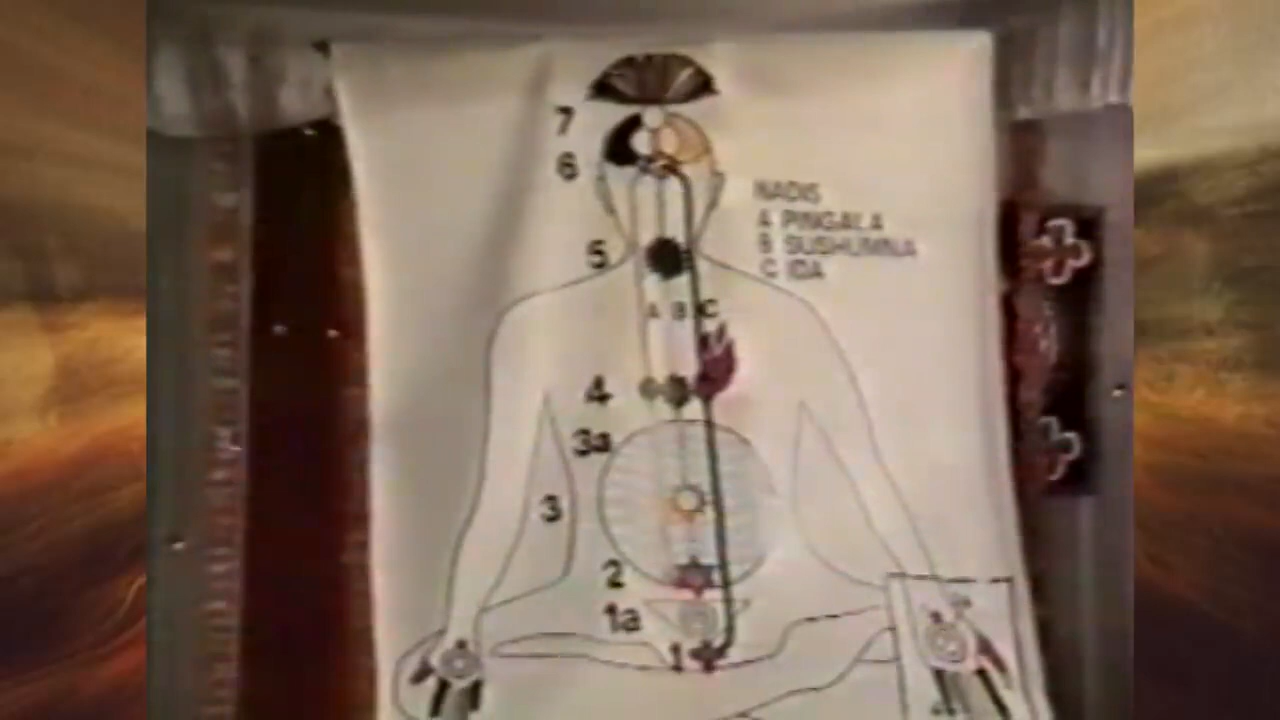 7
6
NADIS
A PINGALA
B SUSHUMNA
C IDA
5
A B C
4
3a
3
2
1a
1